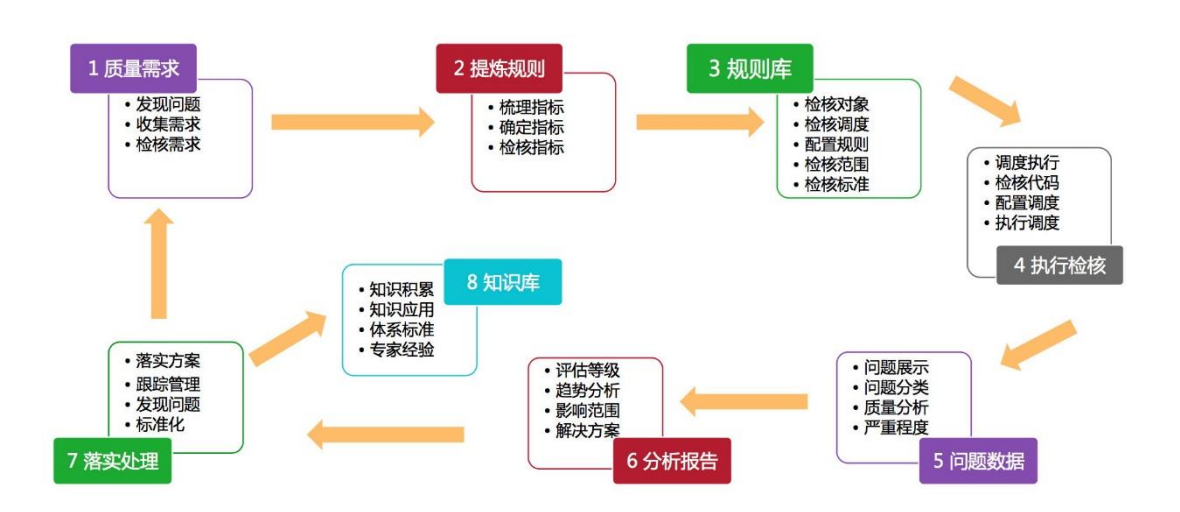 1 质量需求
• 发现问题
• 收集需求
• 检核需求
2 提炼规则
• 梳理指标
• 确定指标
• 检核指标
3 规则库
• 检核对象
• 检核调度
• 配置规则
• 检核范围
• 检核标准
• 调度执行
• 检核代码
• 配置调度
• 执行调度
4 执行检核
• 问题展示
• 问题分类
• 质量分析
• 严重程度
5 问题数据
• 评估等级
• 趋势分析
• 影响范围
• 解决方案
6 分析报告
• 落实方案
• 跟踪管理
• 发现问题
• 标准化
7 落实处理
8 知识库
• 知识积累
• 知识应用
• 体系标准
• 专家经验